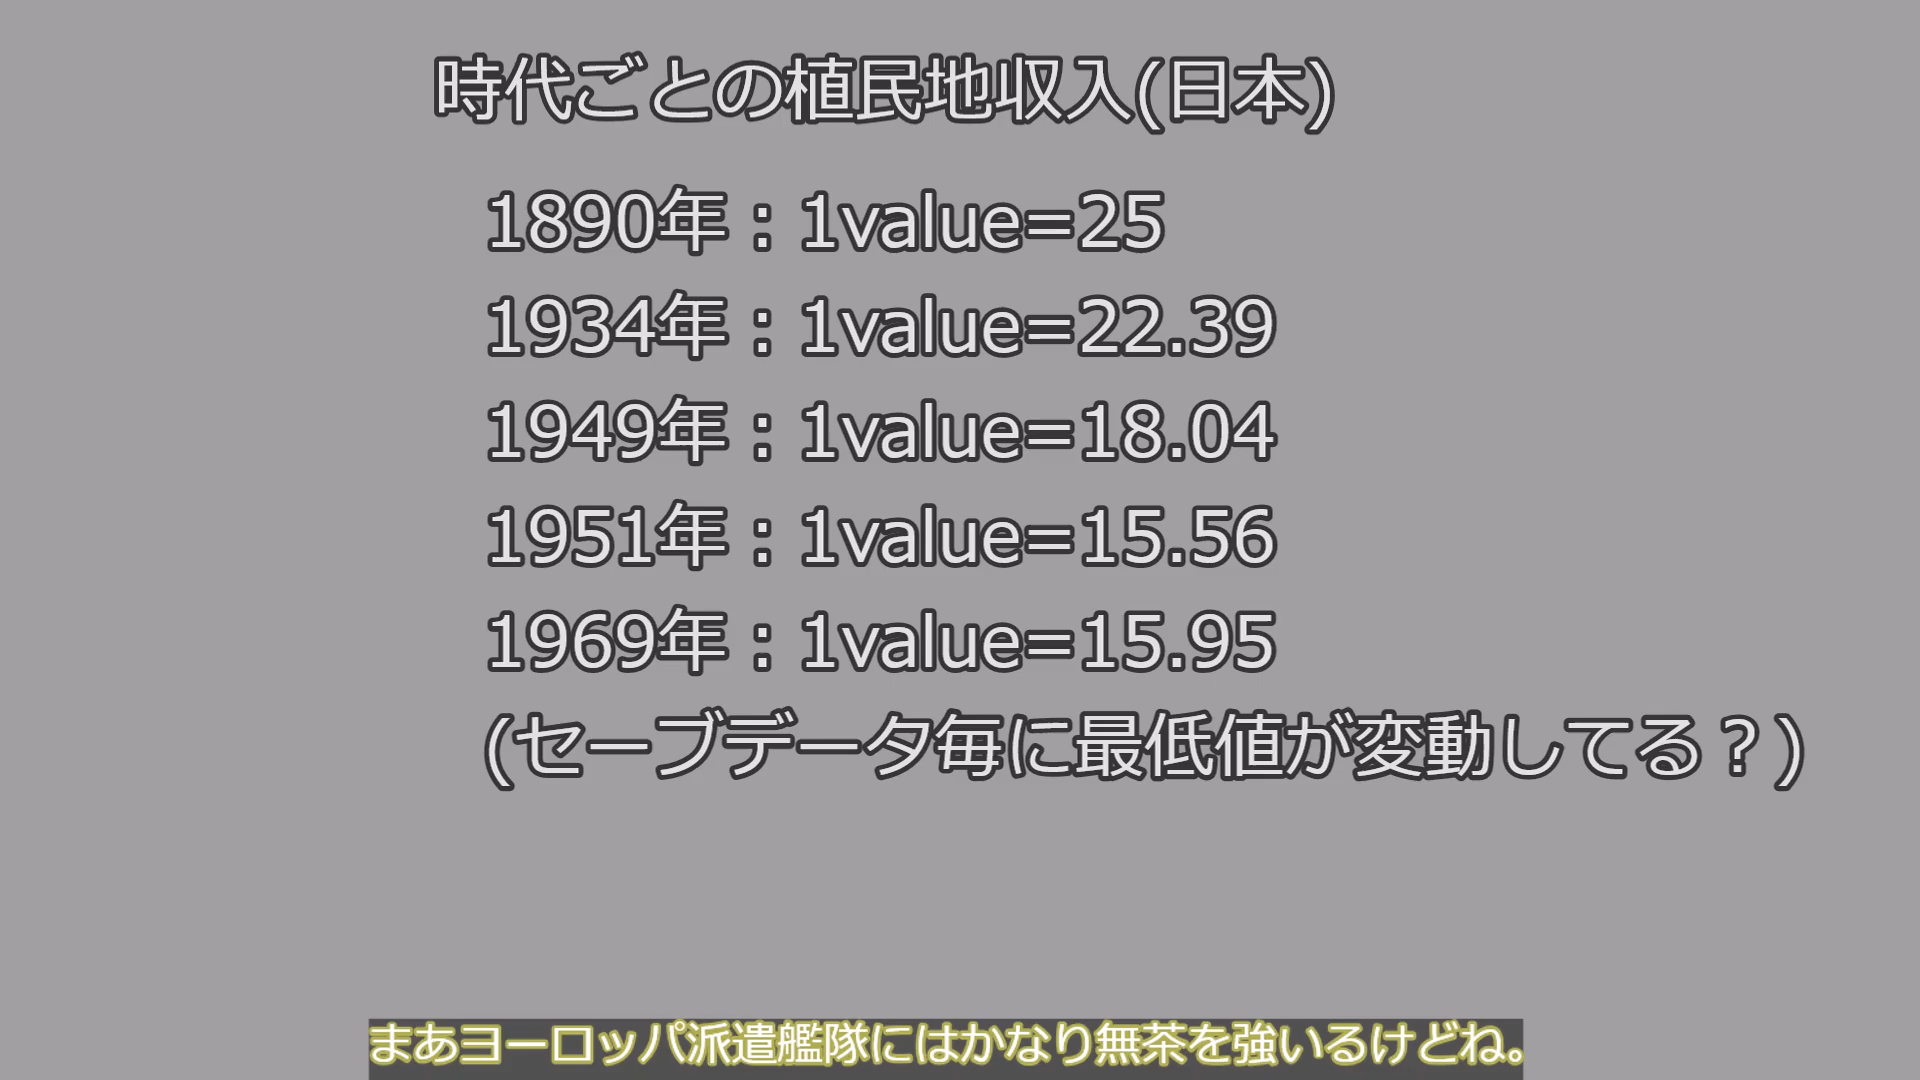 時代ごとの植民地収入(日本)
1890年：1value=25
1934年：1value=22.39
1949年：1value=18.04
1951年：1value=15.56
1969年：1value=15.95
(セーブデータ毎に最低値が変動してる？)
まあヨーロッパ派遣艦隊にはかなり無茶を強いるけどね。